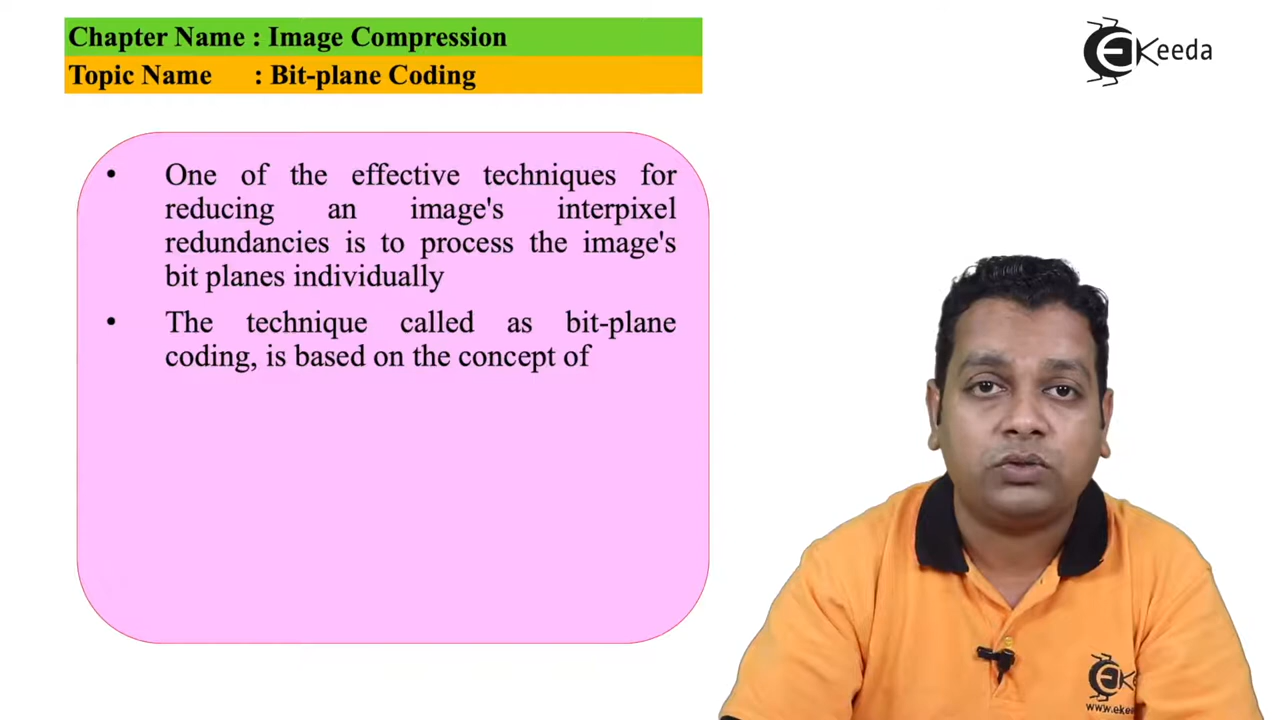 Chapter Name : Image Compression
Topic Name : Bit-plane Coding
EKeeda
• One of the effective techniques for
reducing an image's interpixel
redundancies is to process the image's
bit planes individually
• The technique called as bit-plane
coding, is based on the concept of